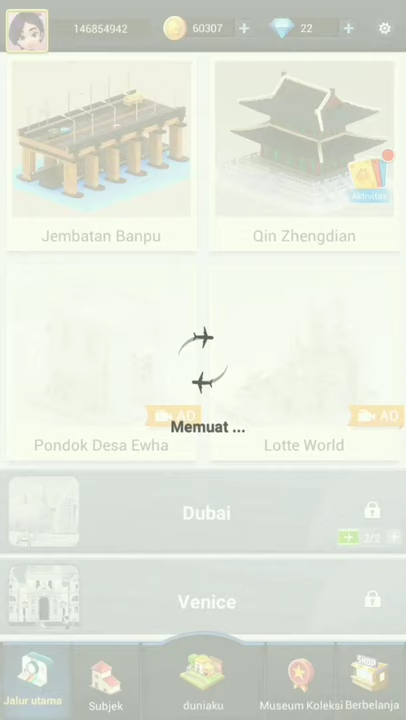 146854942 60307 + 22 +
Jembatan Banpu
Qin Zhengdian
Aktivitas
AD
AD
Pondok Desa Ewha
Lotte World
Memuat ...
Dubai
+ 2/2 +
Venice
SHOP
Jalur utama
Subjek
duniaku
Museum Koleksi
Berbelanja